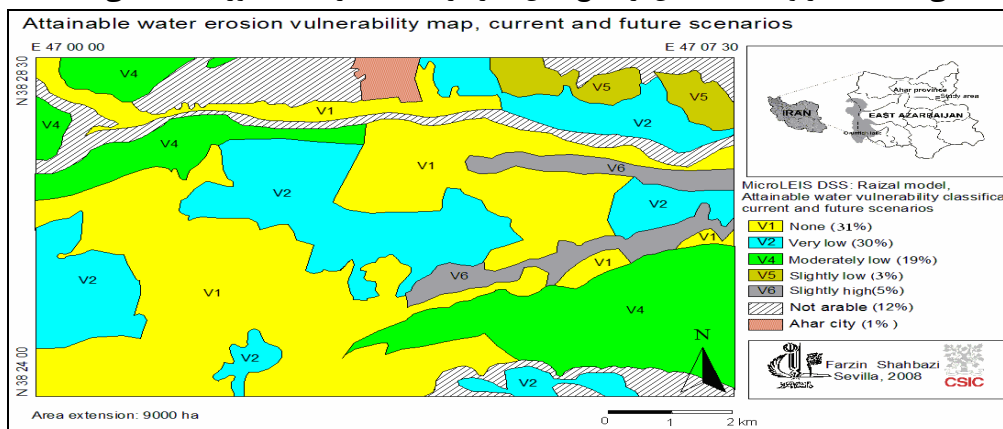 Attainable water erosion vulnerability map, current and future scenarios
E 47 00 00
E 47 07 30
N 38 28 30
N 38 24 00
V4
V5
V5
V4
V1
V2
V4
V1
V6
V2
V2
V1
V2
V6
V1
V1
V4
V2
V2
N
Area extension: 9000 ha
0 1 2 km
Ahar province
Study area
IRAN
EAST AZARBAIJAN
MicroLEIS DSS: Raizal model,
Attainable water vulnerability classifica
current and future scenarios
V1 None (31%)
V2 Very low (30%)
V4 Moderately low (19%)
V5 Slightly low (3%)
V6 Slightly high(5%)
Not arable (12%)
Ahar city (1% )
Farzin Shahbazi
Sevilla, 2008
CSIC